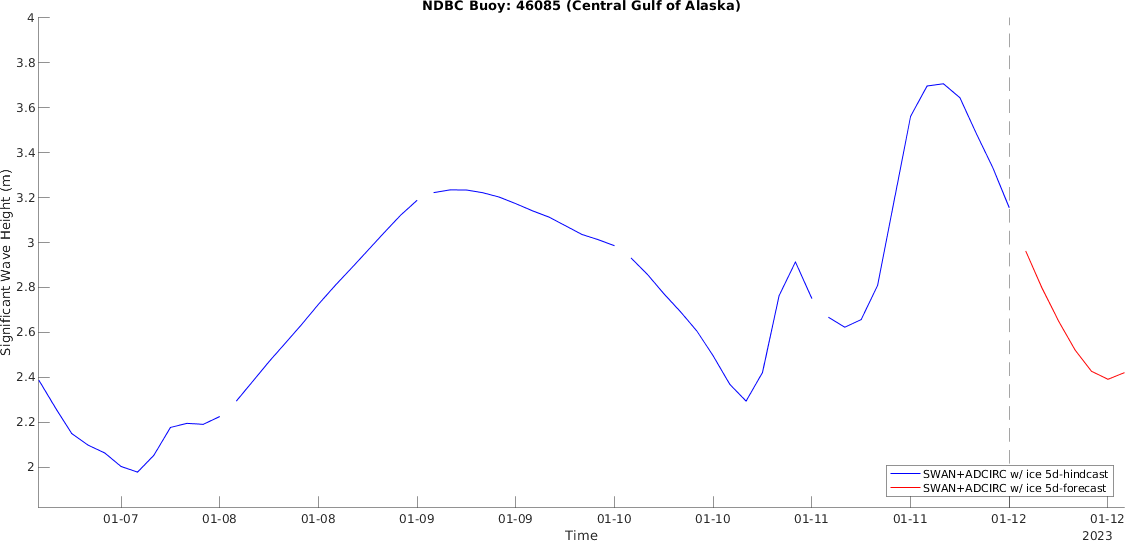 NDBC Buoy: 46085 (Central Gulf of Alaska)
4
3.8
3.6
3.4
3.2
3
2.8
2.6
2.4
2.2
2
Significant Wave Height (m)
SWAN+ADCIRC w/ ice 5d-hindcast
SWAN+ADCIRC w/ ice 5d-forecast
01-07 01-08 01-08 01-09 01-09 01-10 01-10 01-11 01-11 01-12 01-12
Time
2023